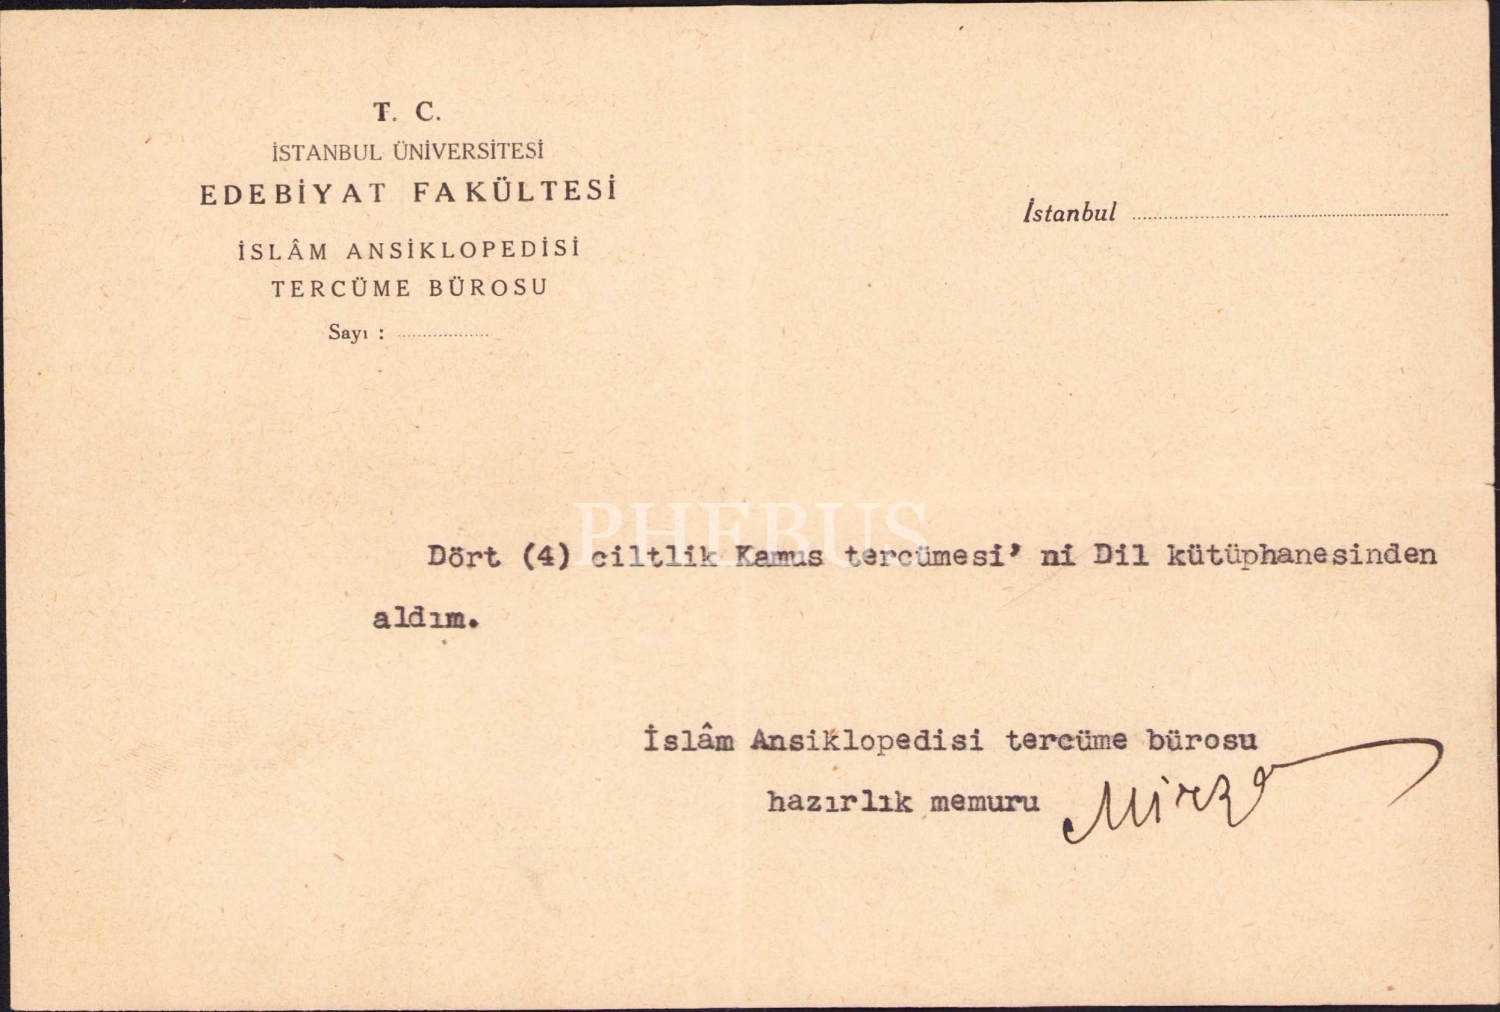 T. C.
İSTANBUL ÜNİVERSİTESİ
EDEBİYAT FAKÜLTESİ
İSLÂM ANSİKLOPEDİSİ
TERCÜME BÜROSU
Sayı : ..................
İstanbul ..................
PHEBUS
Dört (4) ciltlik Kamus tercümesi’ ni Dil kütüphanesinden
aldım.
İslâm Ansiklopedisi tercüme bürosu
hazırlık memuru Mirza